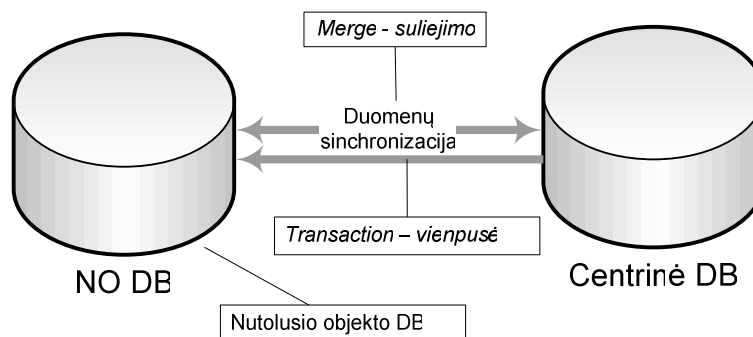 Merge - suliejimo
Duomenų
sinchronizacija
Transaction – vienpusė
NO DB
Centrinė DB
Nutolusio objekto DB